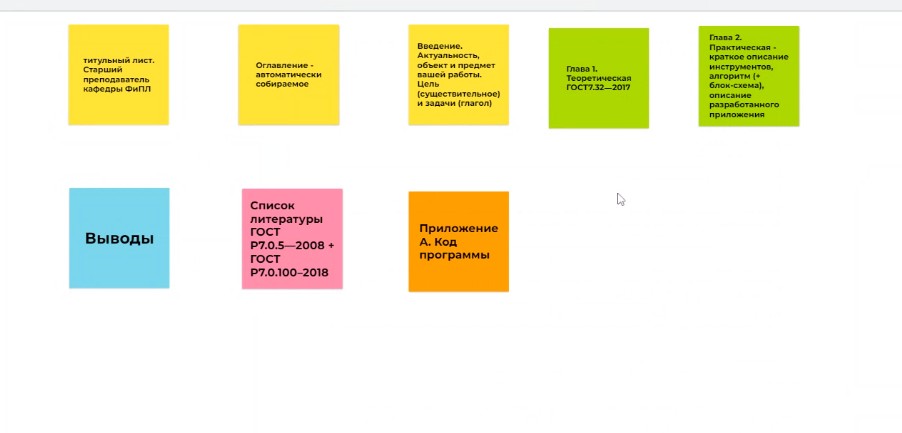 титульный лист.
Старший
преподаватель
кафедры ФиПЛ
Оглавление -
автоматически
собираемое
Введение.
Актуальность,
объект и предмет
вашей работы.
Цель
(существительное)
и задачи (глагол)
Глава 1.
Теоретическая
ГОСТ7.32—2017
Глава 2.
Практическая -
краткое описание
инструментов,
алгоритм (+
блок-схема),
описание
разработанного
приложения
Выводы
Список
литературы
ГОСТ
Р7.0.5—2008 +
ГОСТ
Р7.0.100–2018
Приложение
А. Код
программы